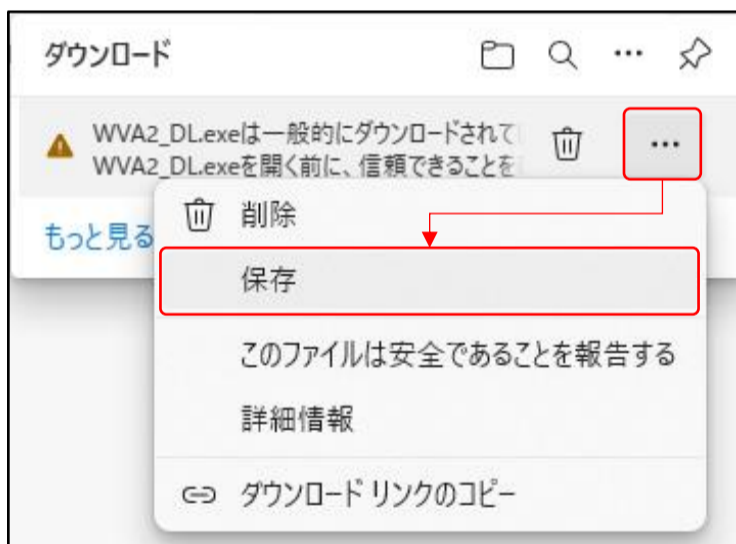 ダウンロード
WVA2_DL.exeは一般的にダウンロードされて
WVA2_DL.exeを開く前に、信頼できることを
もっと見る
削除
保存
このファイルは安全であることを報告する
詳細情報
ダウンロード リンクのコピー